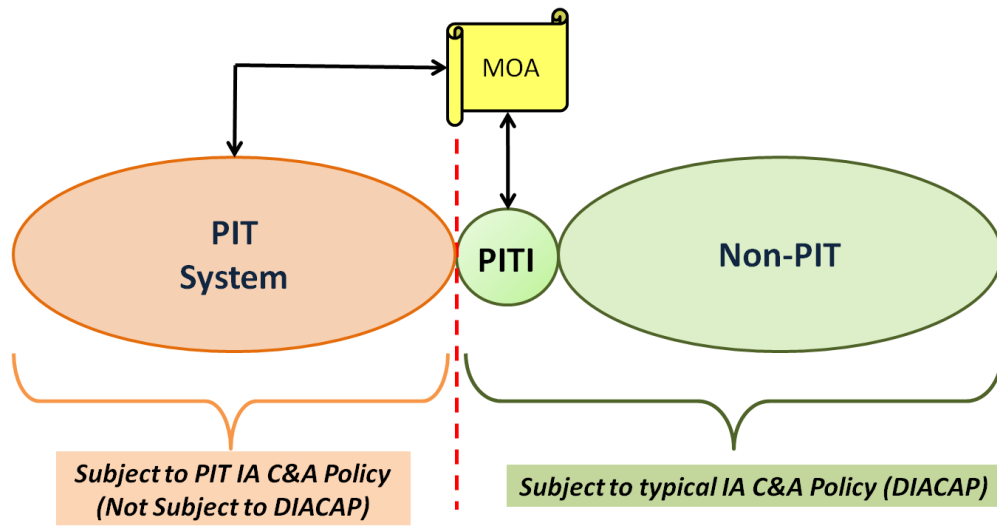 MOA
PIT
System
PITI
Non-PIT
Subject to PIT IA C&A Policy
(Not Subject to DIACAP)
Subject to typical IA C&A Policy (DIACAP)